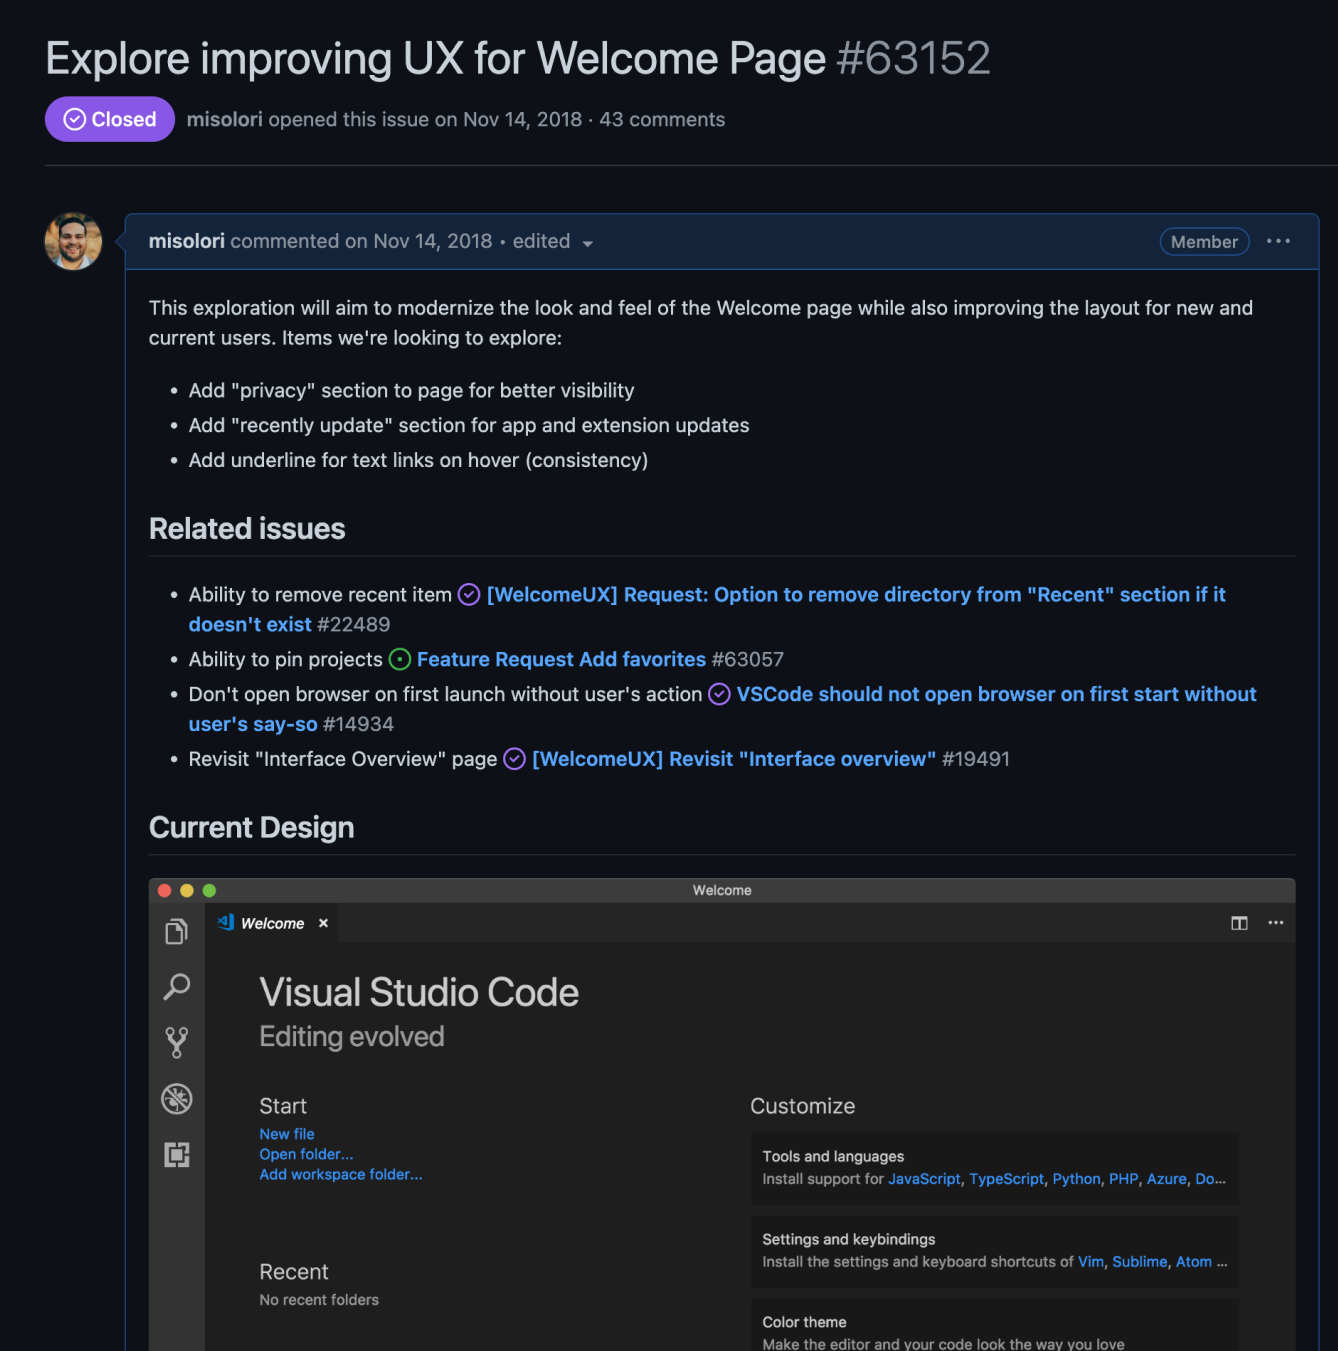 Explore improving UX for Welcome Page #63152
Closed misolori opened this issue on Nov 14, 2018 · 43 comments
misolori commented on Nov 14, 2018 • edited
Member
This exploration will aim to modernize the look and feel of the Welcome page while also improving the layout for new and
current users. Items we're looking to explore:
• Add "privacy" section to page for better visibility
• Add "recently update" section for app and extension updates
• Add underline for text links on hover (consistency)
Related issues
• Ability to remove recent item [WelcomeUX] Request: Option to remove directory from "Recent" section if it
doesn't exist #22489
• Ability to pin projects Feature Request Add favorites #63057
• Don't open browser on first launch without user's action VSCode should not open browser on first start without
user's say-so #14934
• Revisit "Interface Overview" page [WelcomeUX] Revisit "Interface overview" #19491
Current Design
Welcome
Welcome
Visual Studio Code
Editing evolved
Start
New file
Open folder...
Add workspace folder...
Recent
No recent folders
Customize
Tools and languages
Install support for JavaScript, TypeScript, Python, PHP, Azure, Do...
Settings and keybindings
Install the settings and keyboard shortcuts of Vim, Sublime, Atom ...
Color theme
Make the editor and your code look the way you love